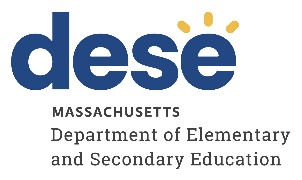 dese
MASSACHUSETTS
Department of Elementary
and Secondary Education